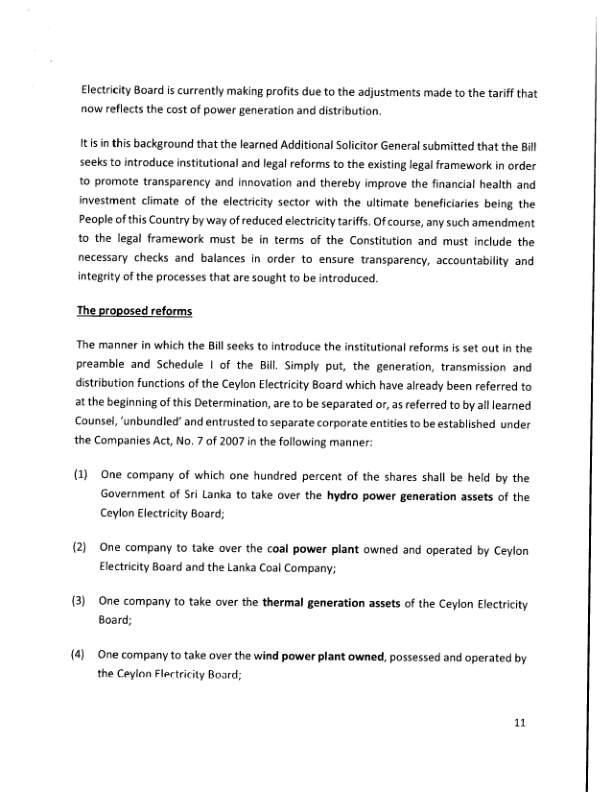 Electricity Board is currently making profits due to the adjustments made to the tariff that
now reflects the cost of power generation and distribution.
It is in this background that the learned Additional Solicitor General submitted that the Bill
seeks to introduce institutional and legal reforms to the existing legal framework in order
to promote transparency and innovation and thereby improve the financial health and
investment climate of the electricity sector with the ultimate beneficiaries being the
People of this Country by way of reduced electricity tariffs. Of course, any such amendment
to the legal framework must be in terms of the Constitution and must include the
necessary checks and balances in order to ensure transparency, accountability and
integrity of the processes that are sought to be introduced.
The proposed reforms
The manner in which the Bill seeks to introduce the institutional reforms is set out in the
preamble and Schedule I of the Bill. Simply put, the generation, transmission and
distribution functions of the Ceylon Electricity Board which have already been referred to
at the beginning of this Determination, are to be separated or, as referred to by all learned
Counsel, ‘unbundled’ and entrusted to separate corporate entities to be established under
the Companies Act, No. 7 of 2007 in the following manner:
(1) One company of which one hundred percent of the shares shall be held by the
Government of Sri Lanka to take over the hydro power generation assets of the
Ceylon Electricity Board;
(2) One company to take over the coal power plant owned and operated by Ceylon
Electricity Board and the Lanka Coal Company;
(3) One company to take over the thermal generation assets of the Ceylon Electricity
Board;
(4) One company to take over the wind power plant owned, possessed and operated by
the Ceylon Electricity Board;
11